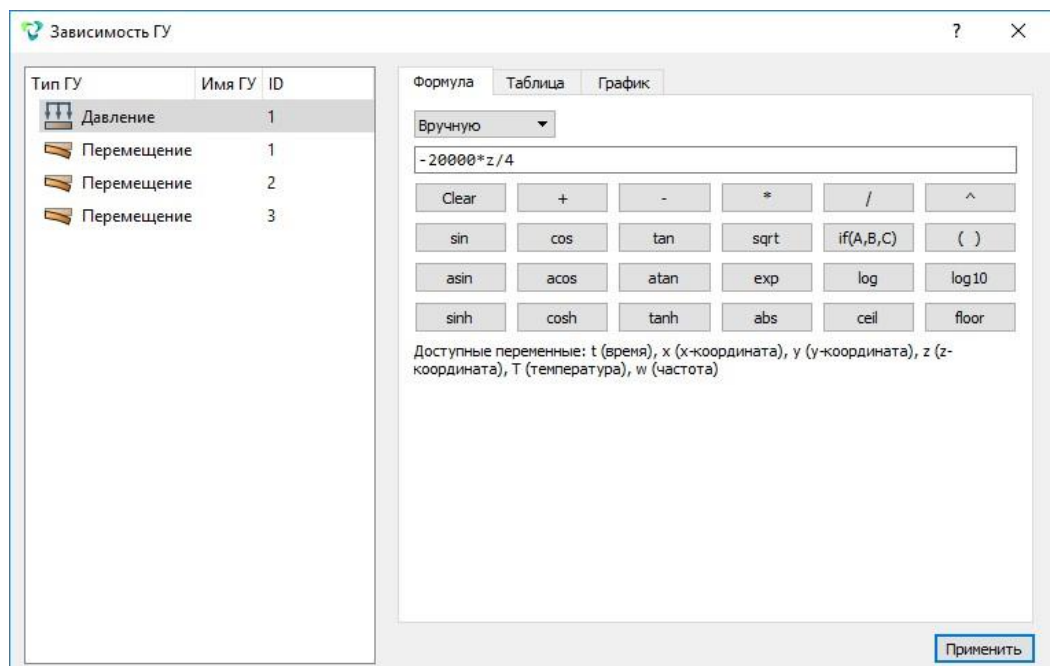 Зависимость ГУ
?
Тип ГУ Имя ГУ ID
Давление 1
Перемещение 1
Перемещение 2
Перемещение 3
Формула Таблица График
Вручную
-20000*z/4
Clear + - * / ^
sin cos tan sqrt if(A,B,C) ( )
asin acos atan exp log log10
sinh cosh tanh abs ceil floor
Доступные переменные: t (время), x (x-координата), y (y-координата), z (z-
координата), T (температура), w (частота)
Применить